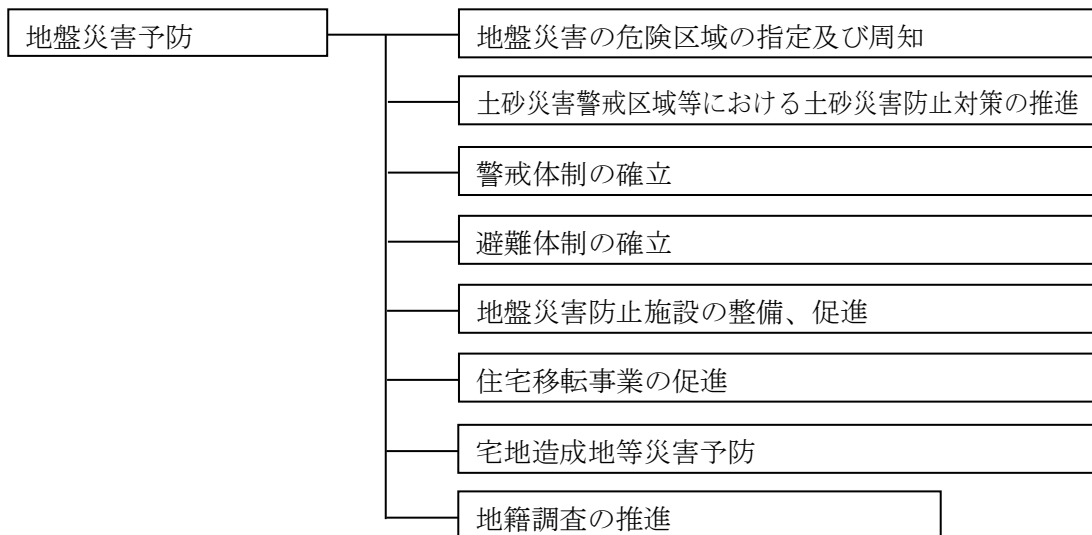 地盤災害予防
地盤災害の危険区域の指定及び周知
土砂災害警戒区域等における土砂災害防止対策の推進
警戒体制の確立
避難体制の確立
地盤災害防止施設の整備、促進
住宅移転事業の促進
宅地造成地等災害予防
地籍調査の推進